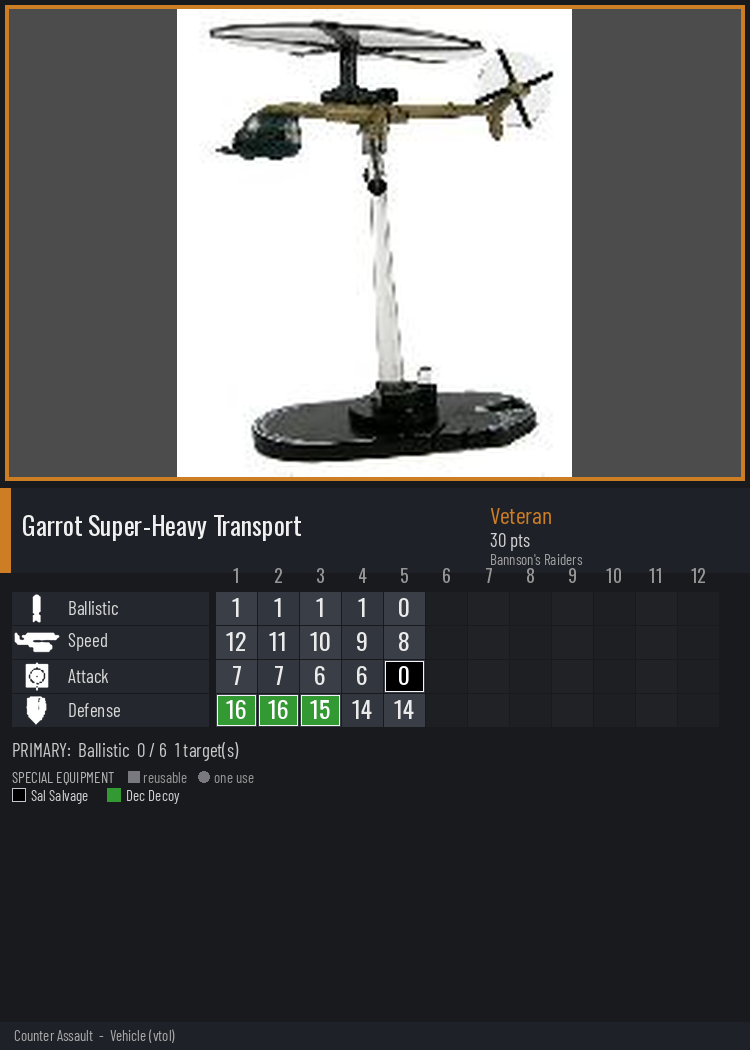 Garrot Super-Heavy Transport
Veteran
30 pts
Bannson's Raiders
1 2 3 4 5 6 7 8 9 10 11 12
Ballistic 1 1 1 1 0
Speed 12 11 10 9 8
Attack 7 7 6 6 0
Defense 16 16 15 14 14
PRIMARY: Ballistic 0 / 6 1 target(s)
SPECIAL EQUIPMENT reusable one use
Sal Salvage Dec Decoy
Counter Assault - Vehicle (vtol)